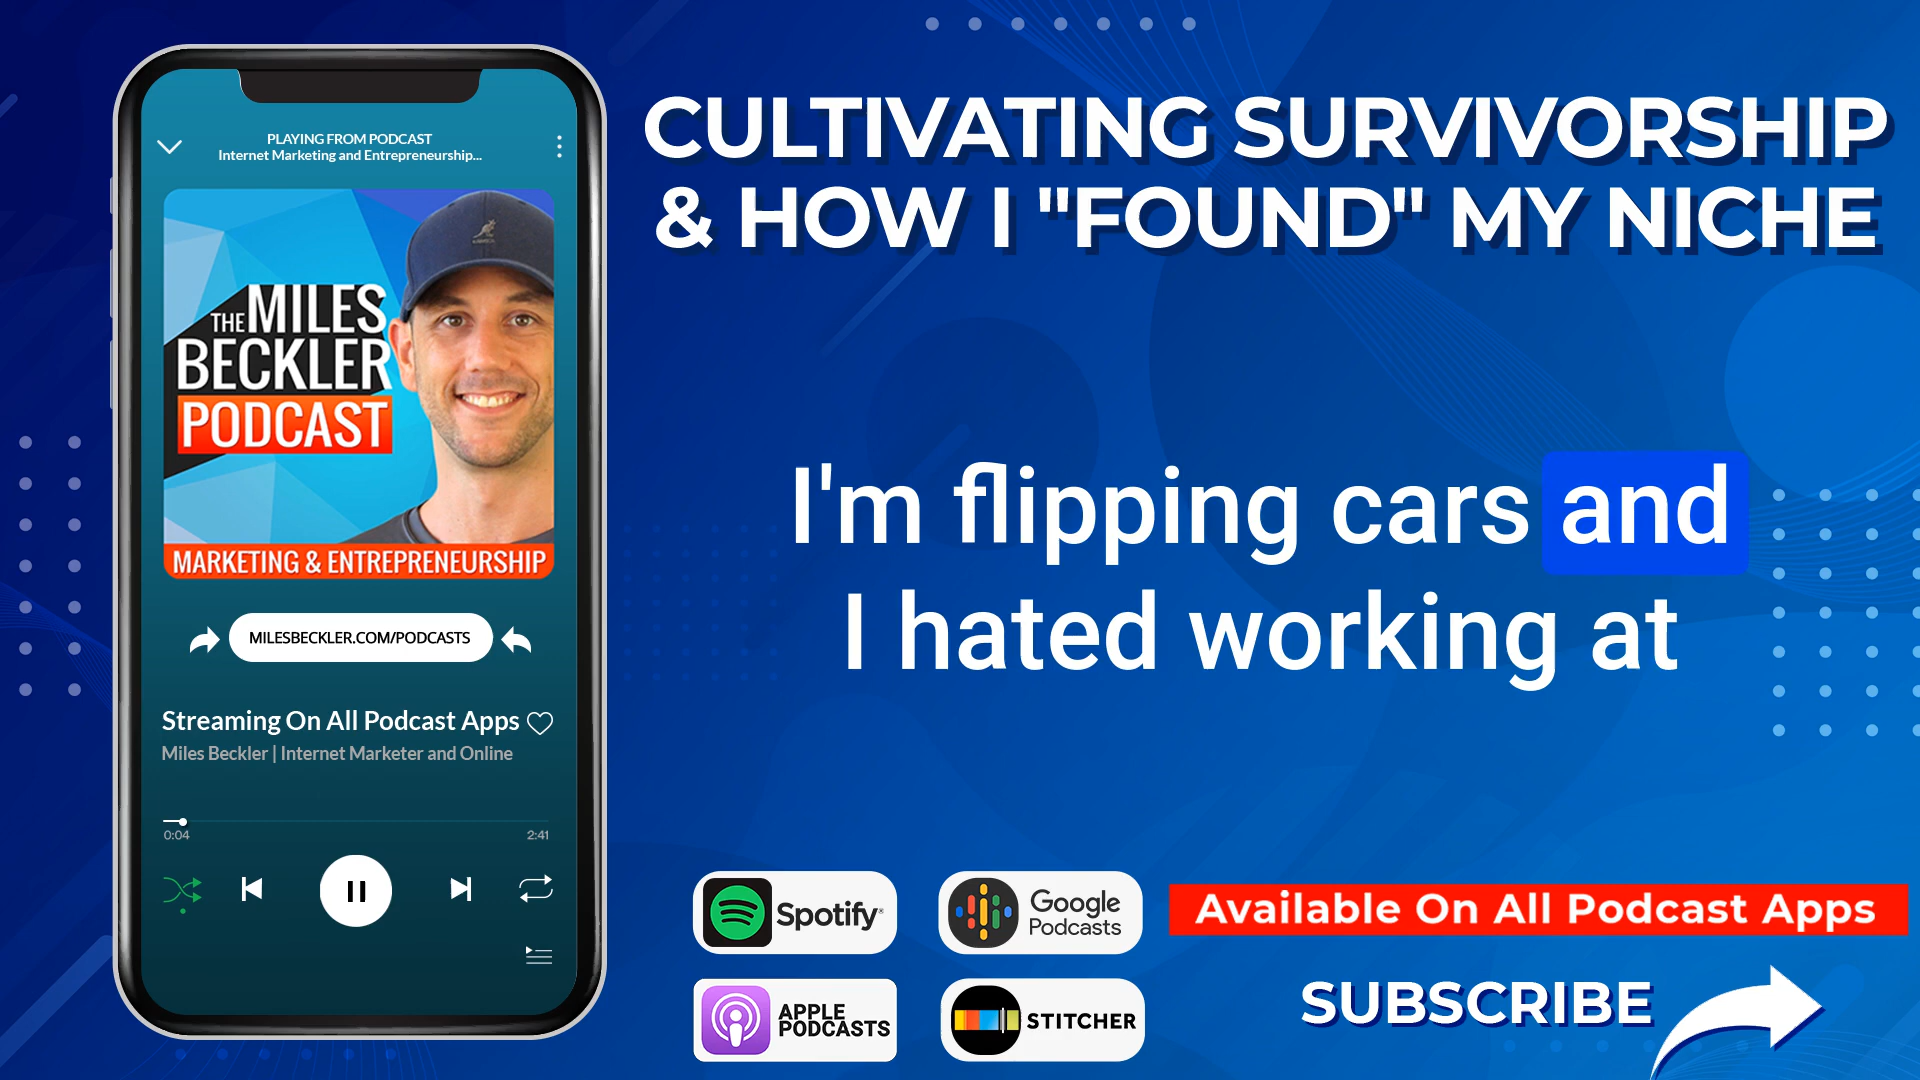 PLAYING FROM PODCAST
Internet Marketing and Entrepreneurship...
THE MILES
BECKLER
PODCAST
MARKETING & ENTREPRENEURSHIP
MILESBECKLER.COM/PODCASTS
Streaming On All Podcast Apps
Miles Beckler | Internet Marketer and Online
0:04
2:41
CULTIVATING SURVIVORSHIP
& HOW I "FOUND" MY NICHE
I'm flipping cars and
I hated working at
Spotify®
Google
Podcasts
APPLE
PODCASTS
STITCHER
Available On All Podcast Apps
SUBSCRIBE